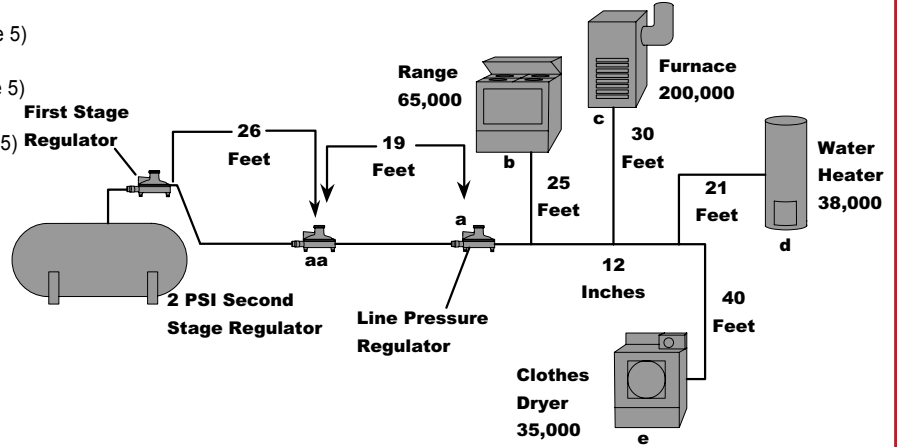 e 5)
e 5)
5)
First Stage
Regulator
26
Feet
19
Feet
Range
65,000
b
Furnace
200,000
c
30
Feet
25
Feet
21
Feet
Water
Heater
38,000
d
a
aa
2 PSI Second
Stage Regulator
Line Pressure
Regulator
12
Inches
40
Feet
Clothes
Dryer
35,000
e